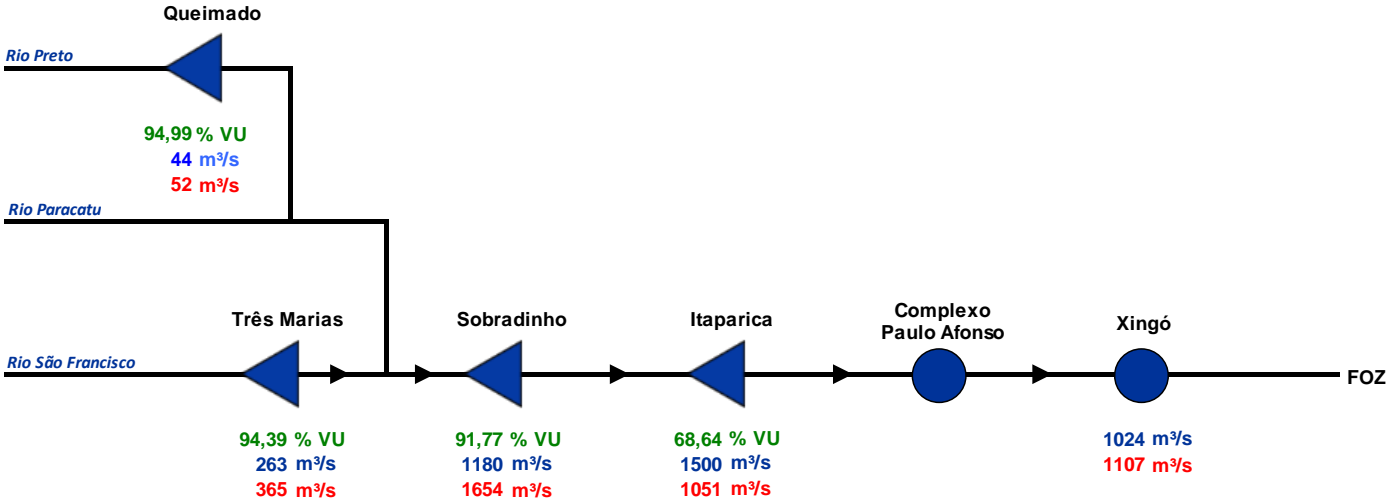 Queimado
Rio Preto
94,99 % VU
44 m³/s
52 m³/s
Rio Paracatu
Três Marias
Sobradinho
Itaparica
Complexo
Paulo Afonso
Xingó
Rio São Francisco
FOZ
94,39 % VU
263 m³/s
365 m³/s
91,77 % VU
1180 m³/s
1654 m³/s
68,64 % VU
1500 m³/s
1051 m³/s
1024 m³/s
1107 m³/s